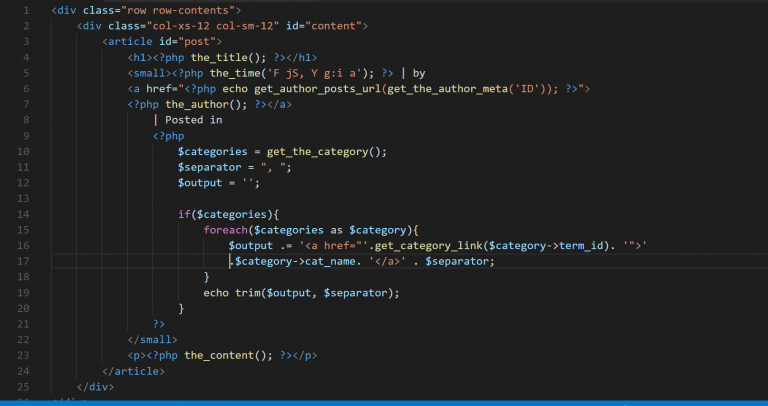 1 <div class="row row-contents">
2 <div class="col-xs-12 col-sm-12" id="content">
3 <article id="post">
4 <h1><?php the_title(); ?></h1>
5 <small><?php the_time('F jS, Y g:i a'); ?> | by
6 <a href="<?php echo get_author_posts_url(get_the_author_meta('ID')); ?>">
7 <?php the_author(); ?></a>
8 | Posted in
9 <?php
10 $categories = get_the_category();
11 $separator = ", ";
12 $output = '';
13
14 if($categories){
15 foreach($categories as $category){
16 $output .= '<a href="'.get_category_link($category->term_id). '">'
17 .$category->cat_name. '</a>' . $separator;
18 }
19 echo trim($output, $separator);
20 }
21 ?>
22 </small>
23 <p><?php the_content(); ?></p>
24 </article>
25 </div>